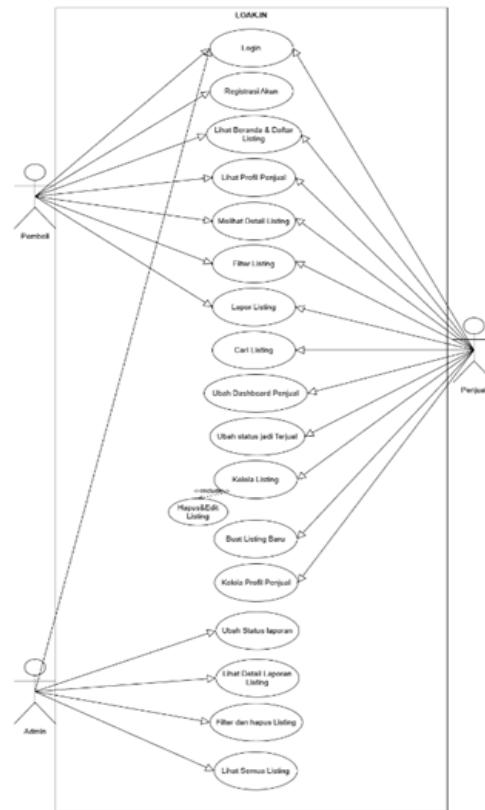 LOAK.IN
Login
Registrasi Akun
Lihat Beranda & Daftar
Listing
Lihat Profil Penjual
Melihat Detail Listing
Pembeli
Filter Listing
Lapor Listing
Cari Listing
Penjual
Ubah Dashboard Penjual
Ubah status jadi Terjual
Kelola Listing
<<include>>
Hapus&Edit
Listing
Buat Listing Baru
Kelola Profil Penjual
Ubah Status laporan
Lihat Detail Laporan
Listing
Filter dan hapus Listing
Admin
Lihat Semua Listing